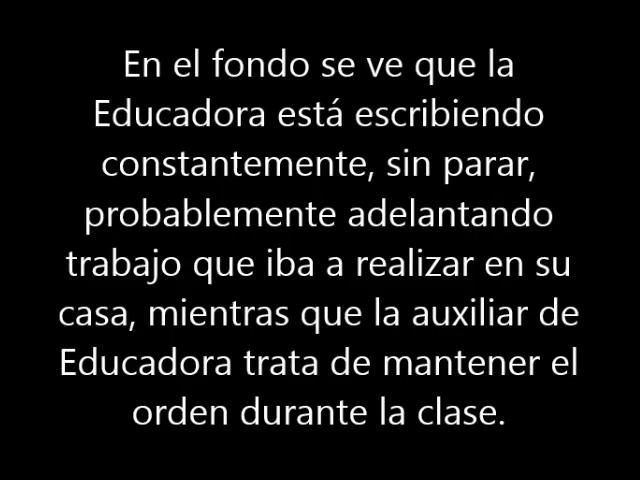 En el fondo se ve que la
Educadora está escribiendo
constantemente, sin parar,
probablemente adelantando
trabajo que iba a realizar en su
casa, mientras que la auxiliar de
Educadora trata de mantener el
orden durante la clase.